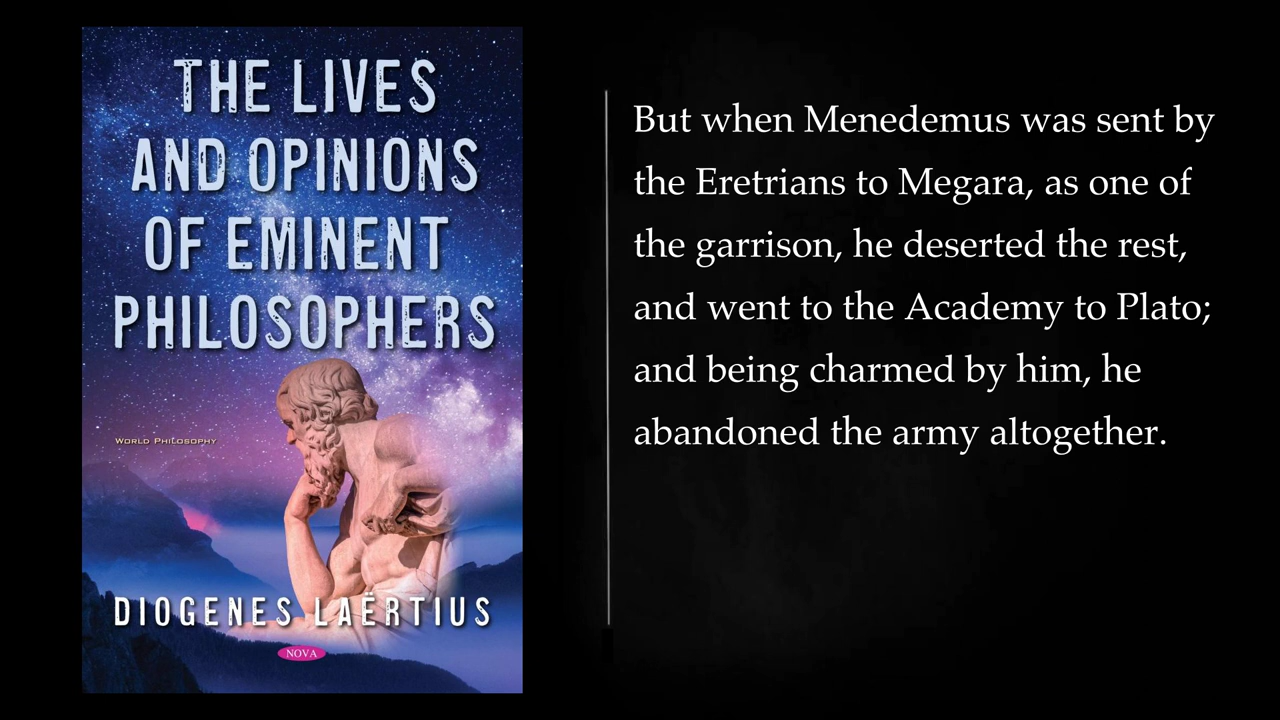 THE LIVES
AND OPINIONS
OF EMINENT
PHILOSOPHERS
WORLD PHILOSOPHY
DIOGENES LAËRTIUS
NOVA
But when Menedemus was sent by
the Eretrians to Megara, as one of
the garrison, he deserted the rest,
and went to the Academy to Plato;
and being charmed by him, he
abandoned the army altogether.